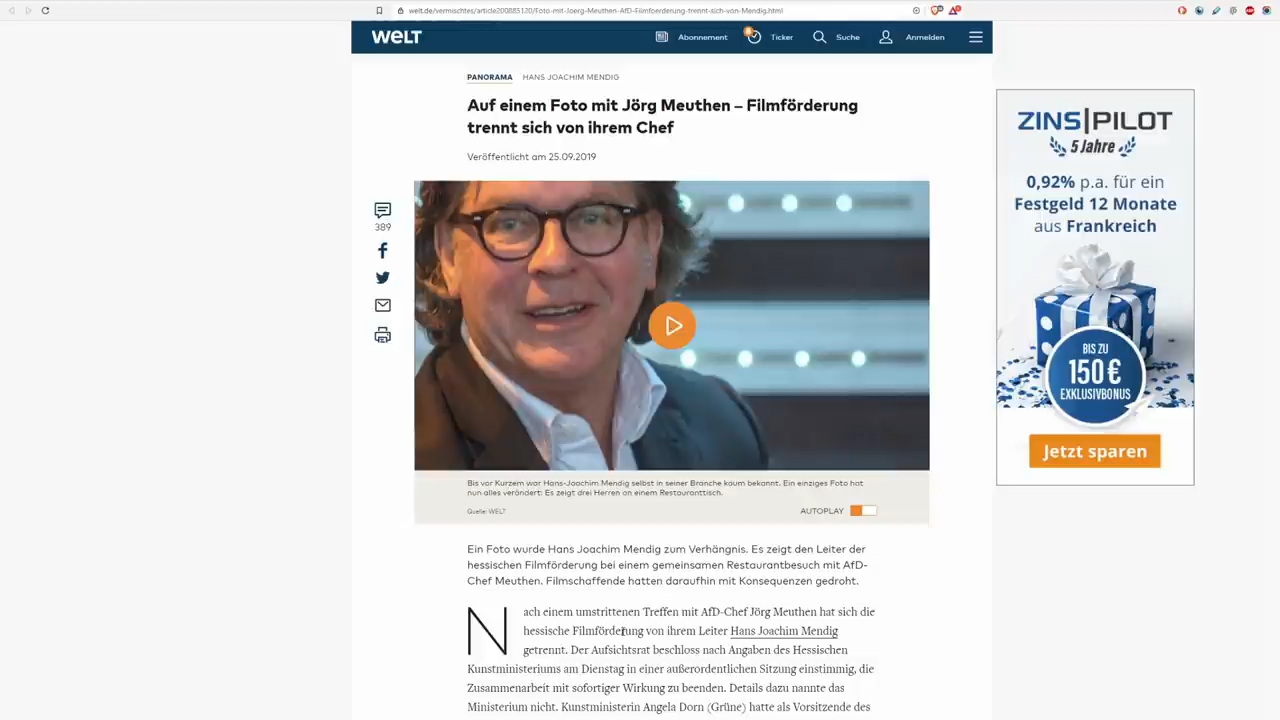 welt.de/vermischtes/article200885120/Foto-mit-Joerg-Meuthen-AfD-Filmfoerderung-trennt-sich-von-Mendig.html
WELT
Abonnement
Ticker
Suche
Anmelden
PANORAMA HANS JOACHIM MENDIG
Auf einem Foto mit Jörg Meuthen – Filmförderung
trennt sich von ihrem Chef
Veröffentlicht am 25.09.2019
389
Bis vor Kurzem war Hans-Joachim Mendig selbst in seiner Branche kaum bekannt. Ein einziges Foto hat
nun alles verändert: Es zeigt drei Herren an einem Restauranttisch.
Quelle: WELT
AUTOPLAY
Ein Foto wurde Hans Joachim Mendig zum Verhängnis. Es zeigt den Leiter der
hessischen Filmförderung bei einem gemeinsamen Restaurantbesuch mit AfD-
Chef Meuthen. Filmschaffende hatten daraufhin mit Konsequenzen gedroht.
Nach einem umstrittenen Treffen mit AfD-Chef Jörg Meuthen hat sich die
hessische Filmförderung von ihrem Leiter Hans Joachim Mendig
getrennt. Der Aufsichtsrat beschloss nach Angaben des Hessischen
Kunstministeriums am Dienstag in einer außerordentlichen Sitzung einstimmig, die
Zusammenarbeit mit sofortiger Wirkung zu beenden. Details dazu nannte das
Ministerium nicht. Kunstministerin Angela Dorn (Grüne) hatte als Vorsitzende des
ZINS|PILOT
5 Jahre
0,92% p.a. für ein
Festgeld 12 Monate
aus Frankreich
BIS ZU
150 €
EXKLUSIVBONUS
Jetzt sparen